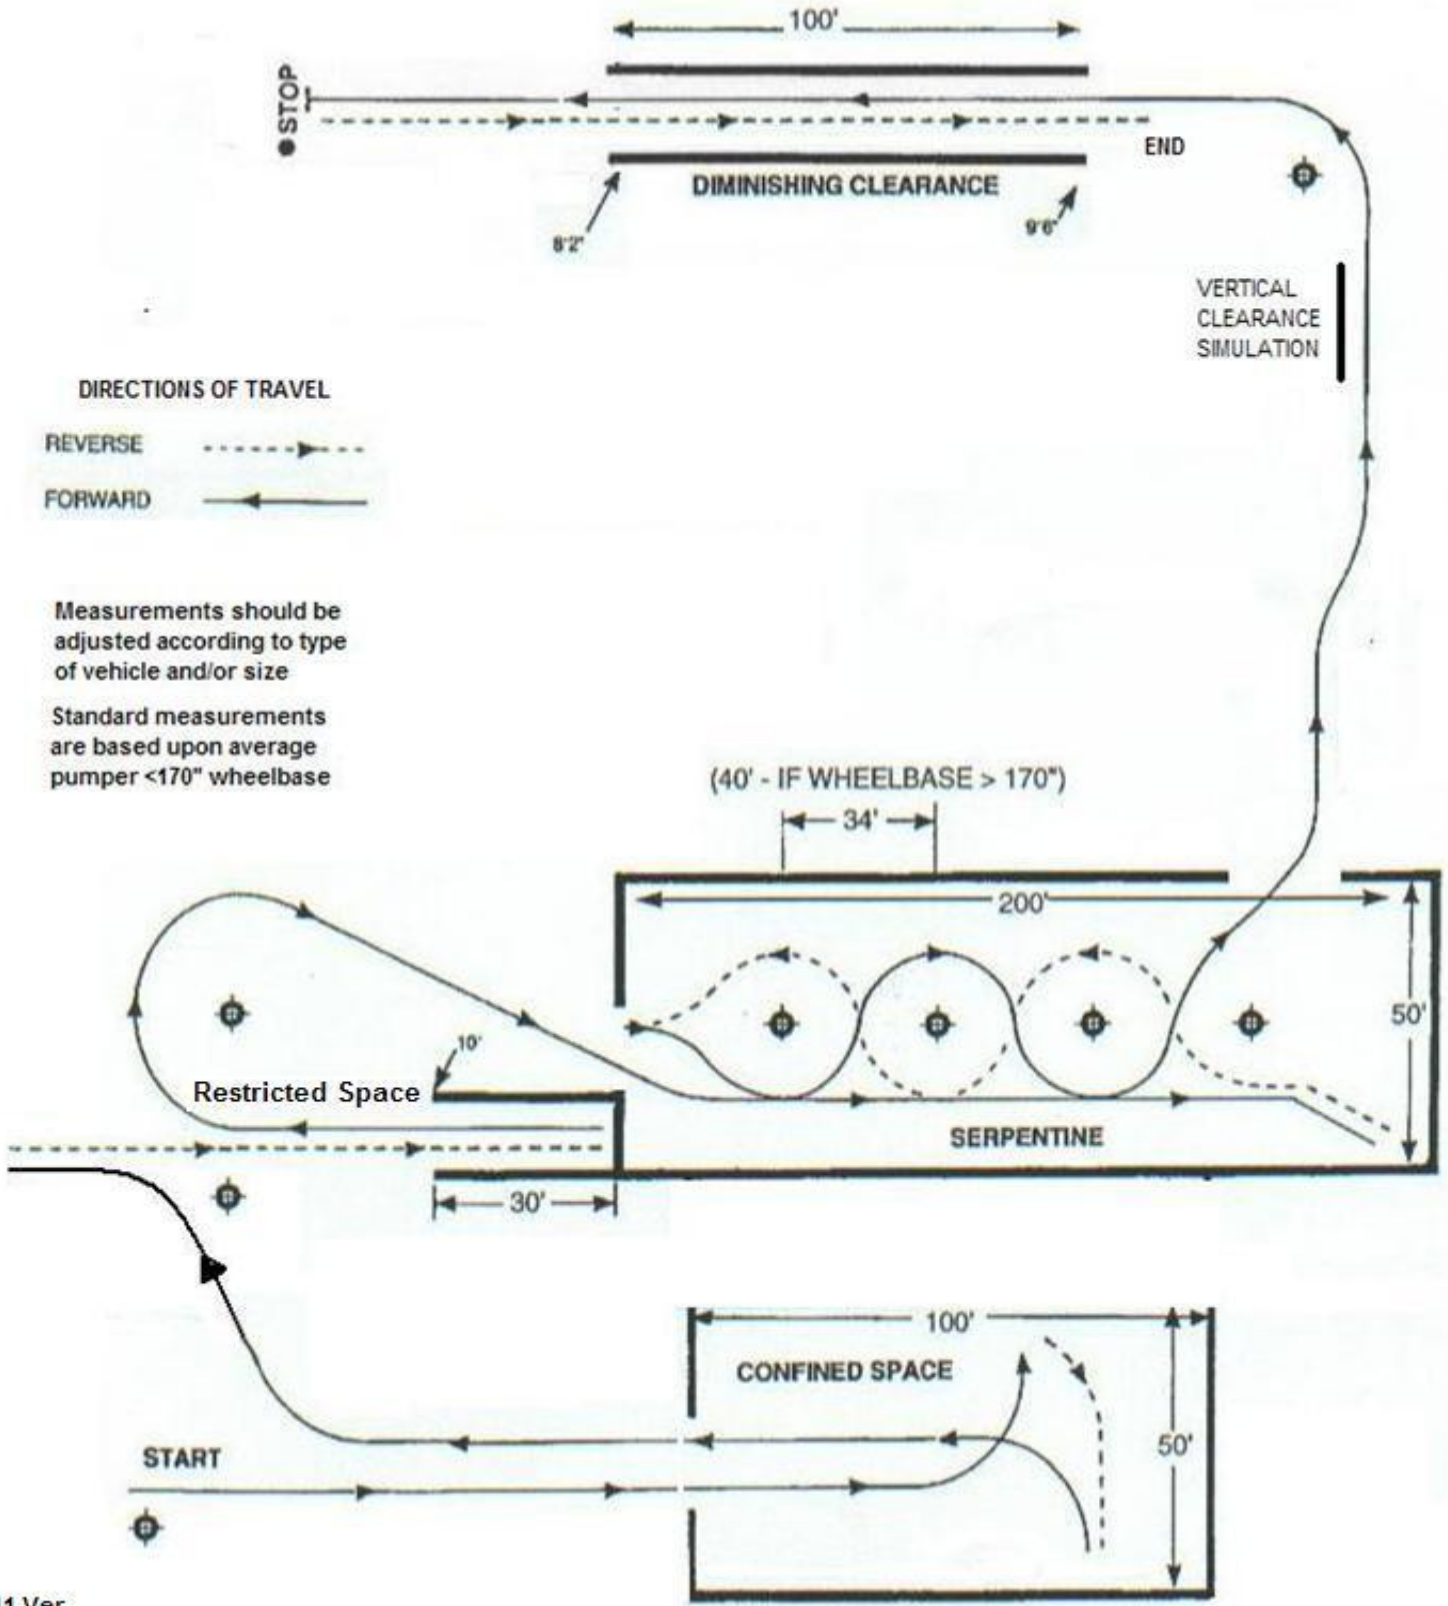 100'
STOP
END
DIMINISHING CLEARANCE
8'2"
9'6"
VERTICAL
CLEARANCE
SIMULATION
DIRECTIONS OF TRAVEL
REVERSE
FORWARD
Measurements should be
adjusted according to type
of vehicle and/or size
Standard measurements
are based upon average
pumper <170" wheelbase
(40' - IF WHEELBASE > 170")
34'
200'
50'
10'
Restricted Space
SERPENTINE
30'
100'
CONFINED SPACE
50'
START
1 Ver